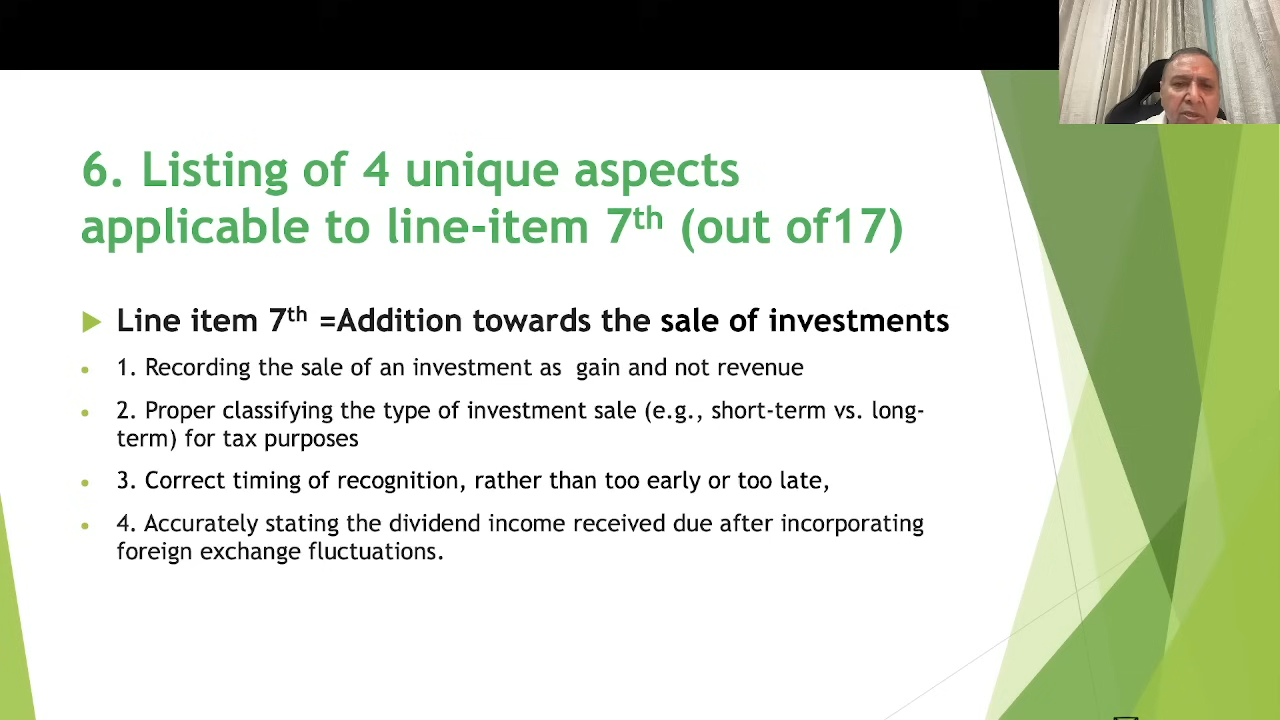 6. Listing of 4 unique aspects
applicable to line-item 7th (out of17)
Line item 7th =Addition towards the sale of investments
1. Recording the sale of an investment as gain and not revenue
2. Proper classifying the type of investment sale (e.g., short-term vs. long-
term) for tax purposes
3. Correct timing of recognition, rather than too early or too late,
4. Accurately stating the dividend income received due after incorporating
foreign exchange fluctuations.